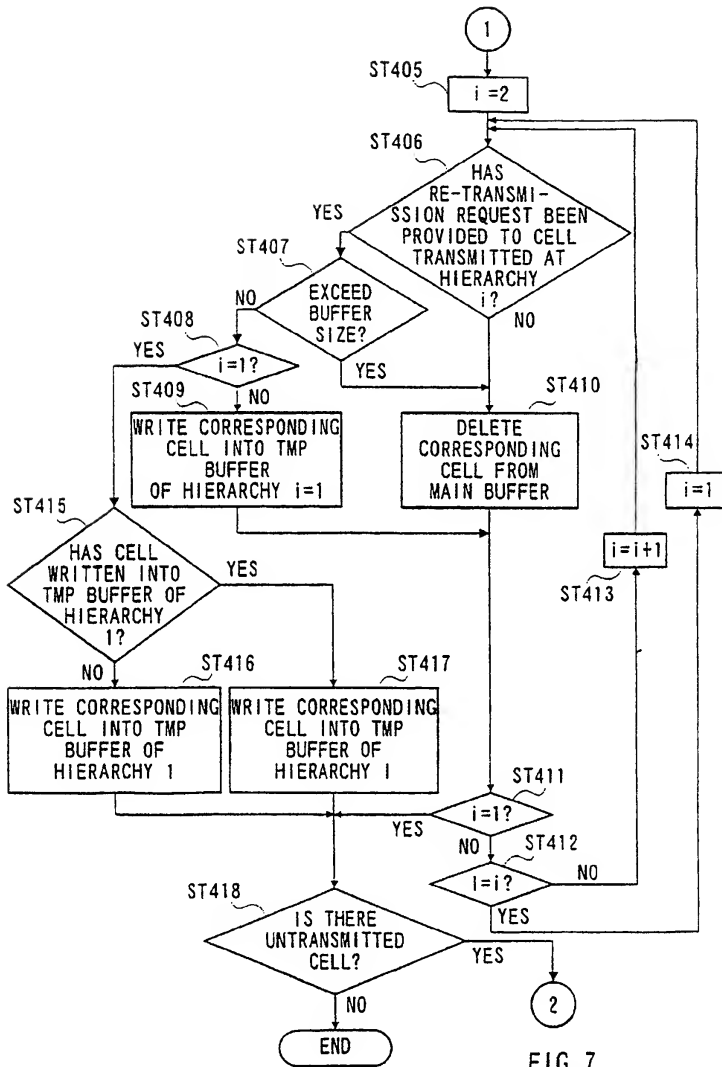 1
ST405
i=2
ST406
HAS
RE-TRANSMI-
SSION REQUEST BEEN
PROVIDED TO CELL
TRANSMITTED AT
HIERARCHY
i?
YES
NO
ST407
EXCEED
BUFFER
SIZE?
NO
YES
ST408
i=1?
YES
NO
ST409
WRITE CORRESPONDING
CELL INTO TMP
BUFFER
OF HIERARCHY i=1
ST410
DELETE
CORRESPONDING
CELL FROM
MAIN BUFFER
ST414
i=1
i=i+1
ST413
ST415
HAS CELL
WRITTEN INTO
TMP BUFFER OF
HIERARCHY
1?
YES
NO
ST416
WRITE CORRESPONDING
CELL INTO TMP
BUFFER OF
HIERARCHY 1
ST417
WRITE CORRESPONDING
CELL INTO TMP
BUFFER OF
HIERARCHY I
ST411
i=1?
YES
NO
ST412
I=i?
NO
YES
ST418
IS THERE
UNTRANSMITTED
CELL?
YES
NO
2
END
FIG. 7